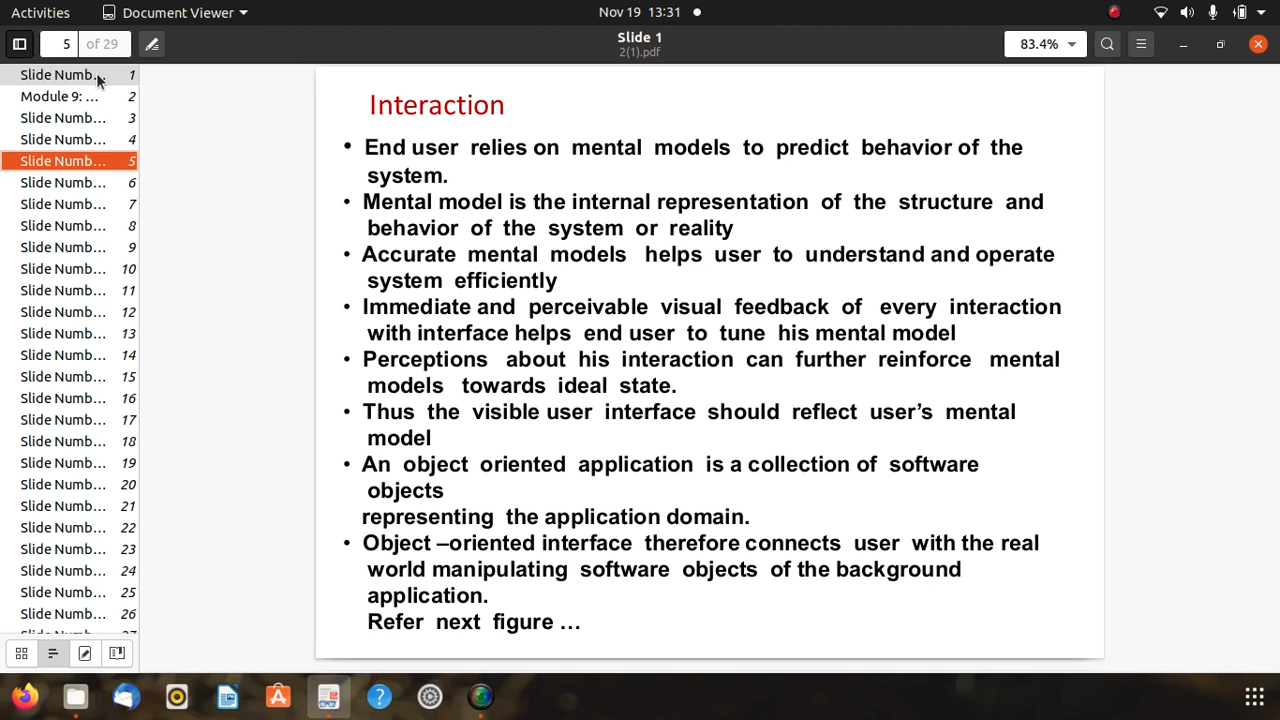 Activities Document Viewer Nov 19 13:31
5 of 29 Slide 1 83.4%
2(1).pdf
Slide Numb... 1
Module 9: ... 2
Slide Numb... 3
Slide Numb... 4
Slide Numb... 5
Slide Numb... 6
Slide Numb... 7
Slide Numb... 8
Slide Numb... 9
Slide Numb... 10
Slide Numb... 11
Slide Numb... 12
Slide Numb... 13
Slide Numb... 14
Slide Numb... 15
Slide Numb... 16
Slide Numb... 17
Slide Numb... 18
Slide Numb... 19
Slide Numb... 20
Slide Numb... 21
Slide Numb... 22
Slide Numb... 23
Slide Numb... 24
Slide Numb... 25
Slide Numb... 26
Interaction
• End user relies on mental models to predict behavior of the
system.
• Mental model is the internal representation of the structure and
behavior of the system or reality
• Accurate mental models helps user to understand and operate
system efficiently
• Immediate and perceivable visual feedback of every interaction
with interface helps end user to tune his mental model
• Perceptions about his interaction can further reinforce mental
models towards ideal state.
• Thus the visible user interface should reflect user's mental
model
• An object oriented application is a collection of software
objects
representing the application domain.
• Object –oriented interface therefore connects user with the real
world manipulating software objects of the background
application.
Refer next figure ...